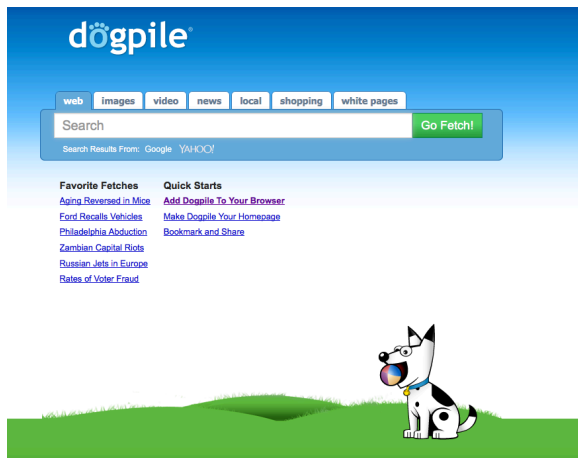 dogpile®
web images video news local shopping white pages
Search Go Fetch!
Search Results From: Google YAHOO!
Favorite Fetches Quick Starts
Aging Reversed in Mice Add Dogpile To Your Browser
Ford Recalls Vehicles Make Dogpile Your Homepage
Philadelphia Abduction Bookmark and Share
Zambian Capital Riots
Russian Jets in Europe
Rates of Voter Fraud